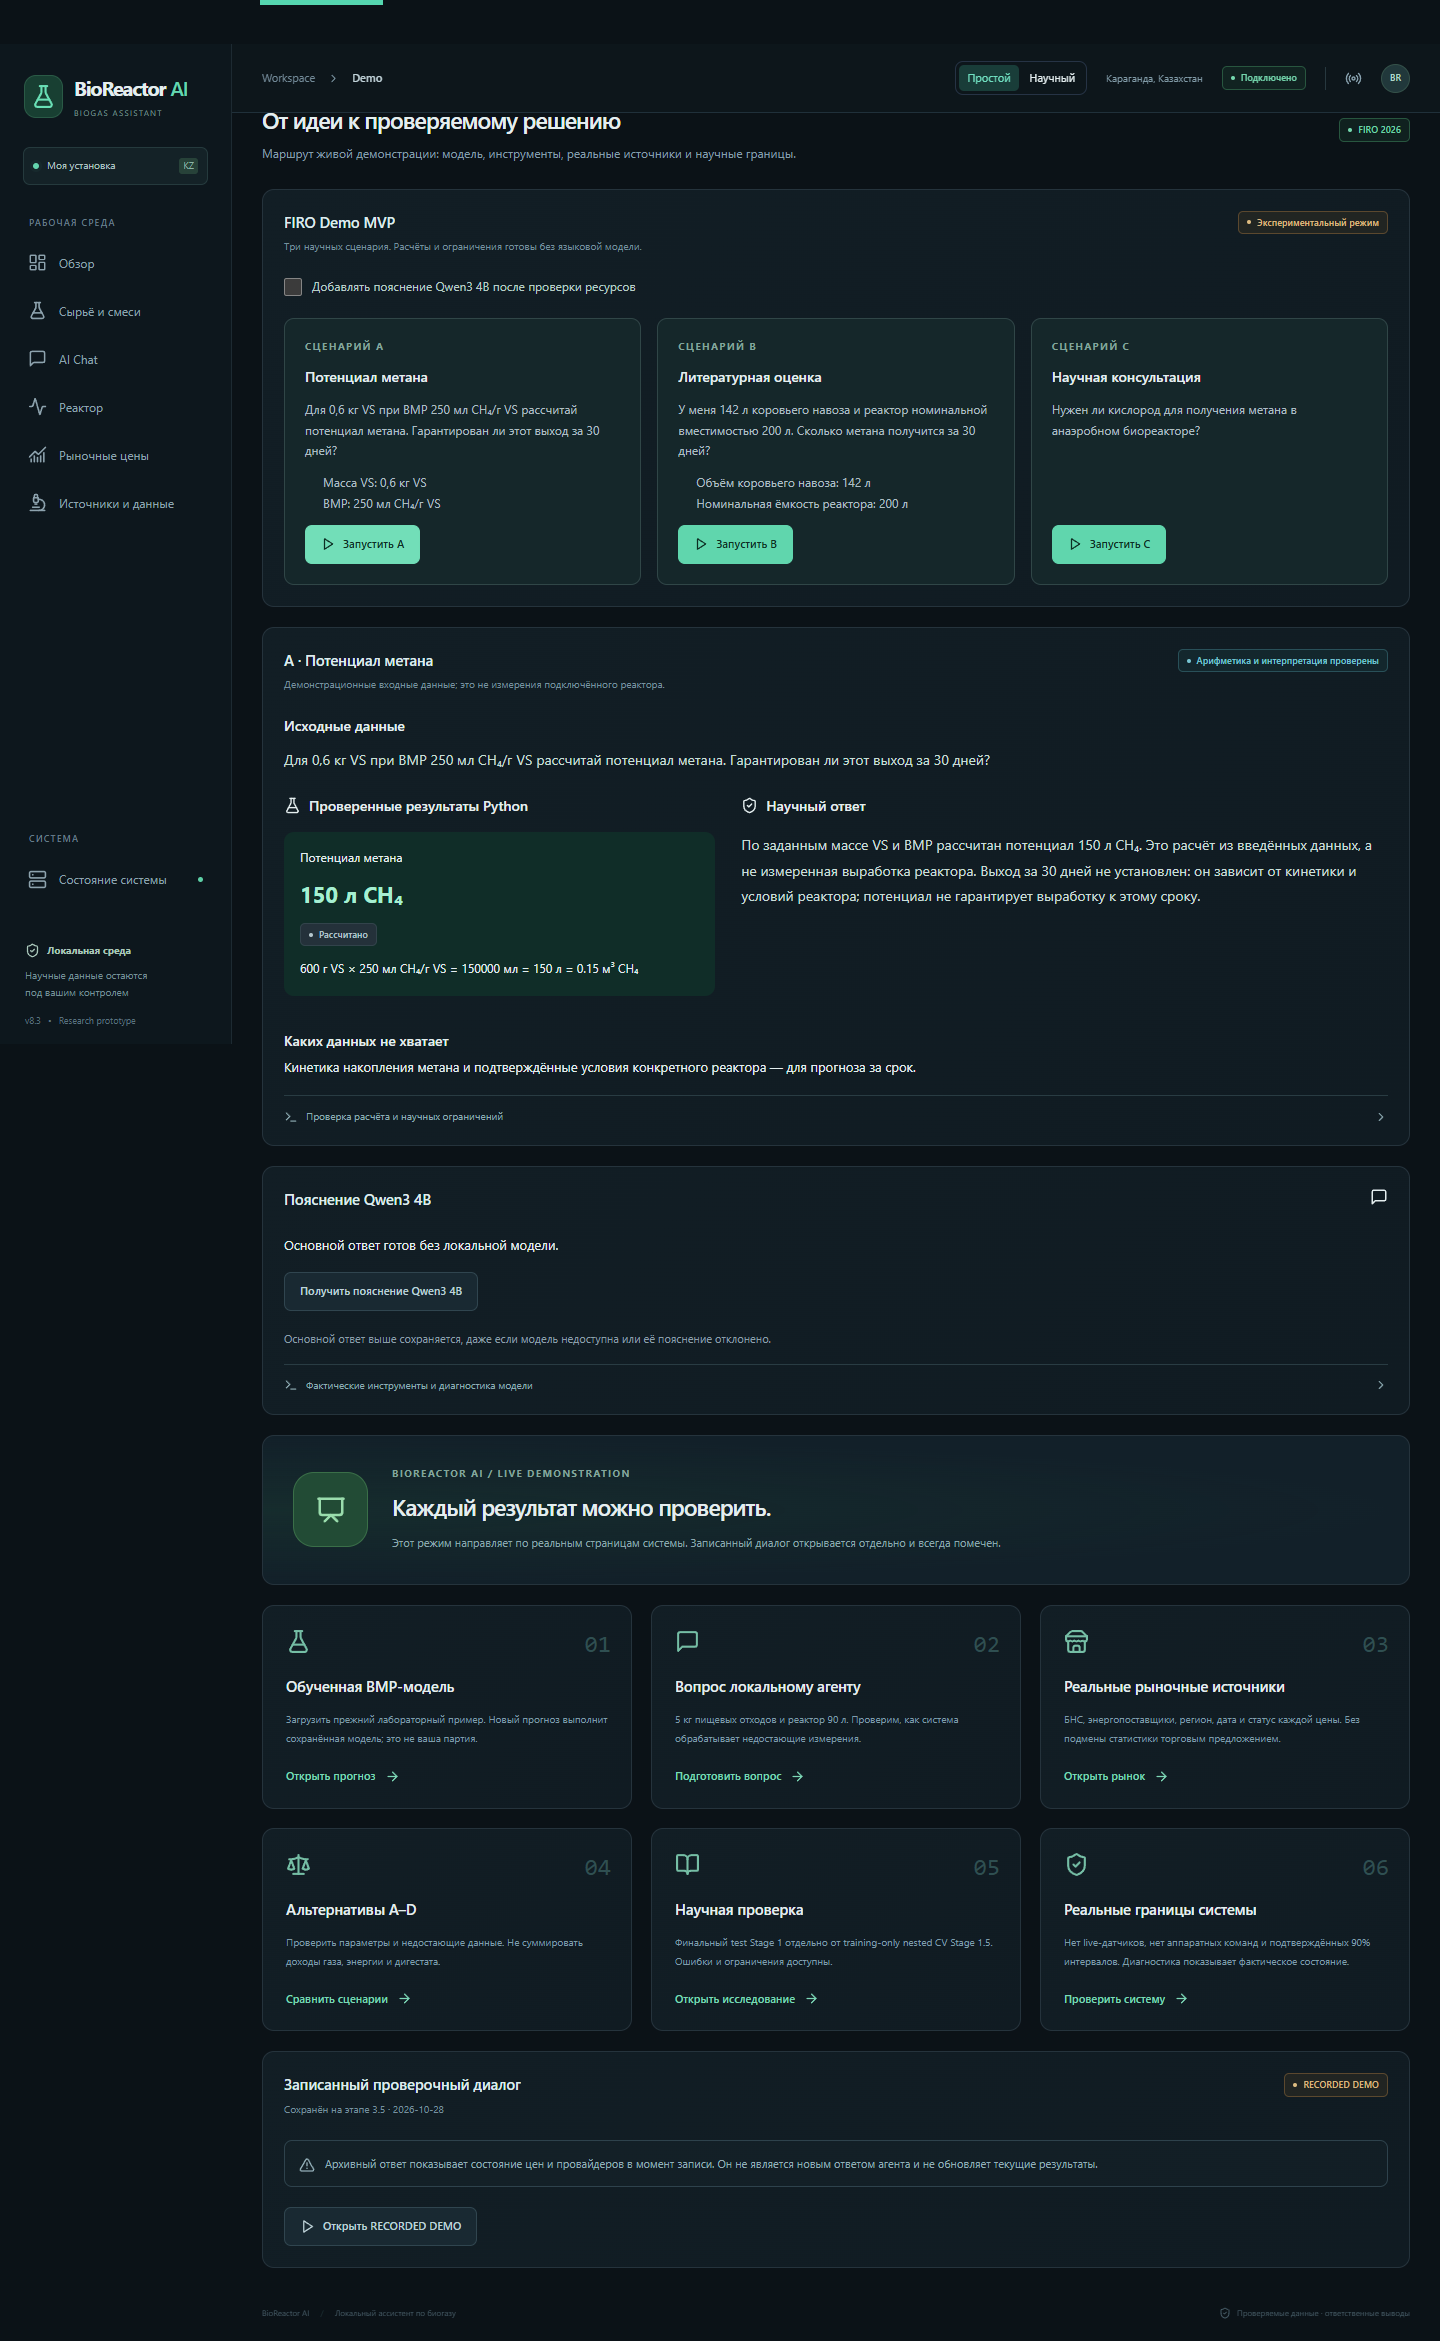 BioReactor AI
BIOGAS ASSISTANT
Моя установка KZ
РАБОЧАЯ СРЕДА
Обзор
Сырьё и смеси
AI Chat
Реактор
Рыночные цены
Источники и данные
СИСТЕМА
Состояние системы
Локальная среда
Научные данные остаются
под вашим контролем
v8.3 • Research prototype
Workspace > Demo
Простой Научный Караганда, Казахстан Подключено BR
От идеи к проверяемому решению
FIRO 2026
Маршрут живой демонстрации: модель, инструменты, реальные источники и научные границы.
FIRO Demo MVP
Экспериментальный режим
Три научных сценария. Расчёты и ограничения готовы без языковой модели.
Добавлять пояснение Qwen3 4B после проверки ресурсов
СЦЕНАРИЙ A
Потенциал метана
Для 0,6 кг VS при BMP 250 мл CH₄/г VS рассчитай
потенциал метана. Гарантирован ли этот выход за 30
дней?
Масса VS: 0,6 кг VS
BMP: 250 мл CH₄/г VS
Запустить A
СЦЕНАРИЙ B
Литературная оценка
У меня 142 л коровьего навоза и реактор номинальной
вместимостью 200 л. Сколько метана получится за 30
дней?
Объём коровьего навоза: 142 л
Номинальная ёмкость реактора: 200 л
Запустить B
СЦЕНАРИЙ C
Научная консультация
Нужен ли кислород для получения метана в
анаэробном биореакторе?
Запустить C
A · Потенциал метана
Арифметика и интерпретация проверены
Демонстрационные входные данные; это не измерения подключённого реактора.
Исходные данные
Для 0,6 кг VS при BMP 250 мл CH₄/г VS рассчитай потенциал метана. Гарантирован ли этот выход за 30 дней?
Проверенные результаты Python
Потенциал метана
150 л CH₄
Рассчитано
600 г VS × 250 мл CH₄/г VS = 150000 мл = 150 л = 0.15 м³ CH₄
Научный ответ
По заданным массе VS и BMP рассчитан потенциал 150 л CH₄. Это расчёт из введённых данных, а
не измеренная выработка реактора. Выход за 30 дней не установлен: он зависит от кинетики и
условий реактора; потенциал не гарантирует выработку к этому сроку.
Каких данных не хватает
Кинетика накопления метана и подтверждённые условия конкретного реактора — для прогноза за срок.
Проверка расчёта и научных ограничений
Пояснение Qwen3 4B
Основной ответ готов без локальной модели.
Получить пояснение Qwen3 4B
Основной ответ выше сохраняется, даже если модель недоступна или её пояснение отклонено.
Фактические инструменты и диагностика модели
BIOREACTOR AI / LIVE DEMONSTRATION
Каждый результат можно проверить.
Этот режим направляет по реальным страницам системы. Записанный диалог открывается отдельно и всегда помечен.
01
Обученная BMP-модель
Загрузить прежний лабораторный пример. Новый прогноз выполнит
сохранённая модель; это не ваша партия.
Открыть прогноз
02
Вопрос локальному агенту
5 кг пищевых отходов и реактор 90 л. Проверим, как система
обрабатывает недостающие измерения.
Подготовить вопрос
03
Реальные рыночные источники
БНС, энергопоставщики, регион, дата и статус каждой цены. Без
подмены статистики торговым предложением.
Открыть рынок
04
Альтернативы A–D
Проверить параметры и недостающие данные. Не суммировать
доходы газа, энергии и дигестата.
Сравнить сценарии
05
Научная проверка
Финальный test Stage 1 отдельно от training-only nested CV Stage 1.5.
Ошибки и ограничения доступны.
Открыть исследование
06
Реальные границы системы
Нет live-датчиков, нет аппаратных команд и подтверждённых 90%
интервалов. Диагностика показывает фактическое состояние.
Проверить систему
Записанный проверочный диалог
RECORDED DEMO
Сохранён на этапе 3.5 · 2026-10-28
Архивный ответ показывает состояние цен и провайдеров в момент записи. Он не является новым ответом агента и не обновляет текущие результаты.
Открыть RECORDED DEMO
BioReactor AI / Локальный ассистент по биогазу
Проверяемые данные · ответственные выводы